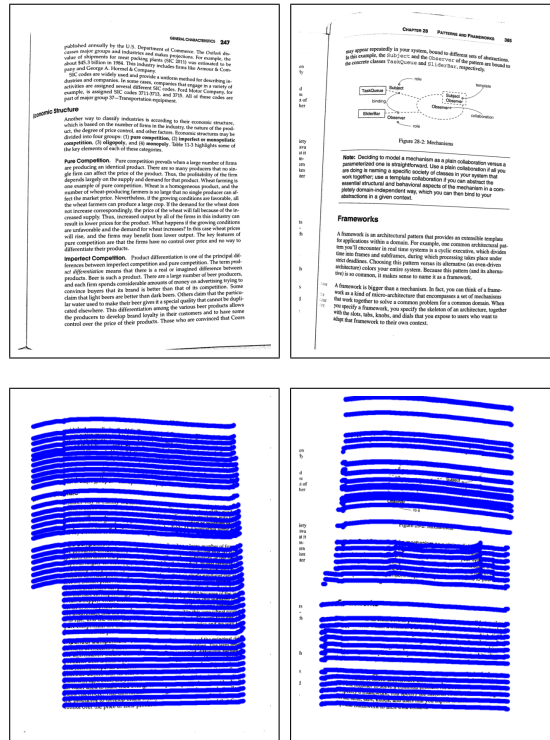 GENERAL CHARACTERISTICS 247
published annually by the U.S. Department of Commerce. The Outlook dis-
cusses major groups and industries and makes projections. For example, the
value of shipments for meat packing plants (SIC 2011) was estimated to be
about $45.3 billion in 1984. This industry includes firms like Armour & Com-
pany and George A. Hormel & Company.
SIC codes are widely used and provide a uniform method for describing in-
dustries and companies. In some cases, companies that engage in a variety of
activities are assigned several different SIC codes. Ford Motor Company, for
example, is assigned SIC codes 3711-3713, and 3715. All of these codes are
part of major group 37—Transportation equipment.
Economic Structure
Another way to classify industries is according to their economic structure,
which is based on the number of firms in the industry, the nature of the prod-
uct, the degree of price control, and other factors. Economic structures may be
divided into four groups: (1) pure competition, (2) imperfect or monopolistic
competition, (3) oligopoly, and (4) monopoly. Table 11-3 highlights some of
the key elements of each of these categories.
Pure Competition. Pure competition prevails when a large number of firms
are producing an identical product. There are so many producers that no sin-
gle firm can affect the price of the product. Thus, the profitability of the firm
depends largely on the supply and demand for that product. Wheat farming is
one example of pure competition. Wheat is a homogeneous product, and the
number of wheat-producing farmers is so large that no single producer can af-
fect the market price. Nevertheless, if the growing conditions are favorable, all
the wheat farmers can produce a large crop. If the demand for the wheat does
not increase correspondingly, the price of the wheat will fall because of the in-
creased supply. Thus, increased output by all of the firms in this industry can
result in lower prices for the product. What happens if the growing conditions
are unfavorable and the demand for wheat increases? In this case wheat prices
will rise, and the firms may benefit from lower output. The key features of
pure competition are that the firms have no control over price and no way to
differentiate their products.
Imperfect Competition. Product differentiation is one of the principal dif-
ferences between imperfect competition and pure competition. The term prod-
uct differentiation means that there is a real or imagined difference between
products. Beer is such a product. There are a large number of beer producers,
and each firm spends considerable amounts of money on advertising trying to
convince buyers that its brand is better than that of its competition. Some
claim that light beers are better than dark beers. Others claim that the particu-
lar water used to make their beer gives it a special quality that cannot be dupli-
cated elsewhere. This differentiation among the various beer products allows
the producers to develop brand loyalty in their customers and to have some
control over the price of their products. Those who are convinced that Coors
CHAPTER 28 PATTERNS AND FRAMEWORKS 385
may appear repeatedly in your system, bound to different sets of abstractions.
In this example, the Subject and the Observer of the pattern are bound to
the concrete classes TaskQueue and SliderBar, respectively.
role
template
TaskQueue
Subject
Subject
Observer
binding
Observer
SliderBar
Observer
collaboration
role
Figure 28-2: Mechanisms
Note: Deciding to model a mechanism as a plain collaboration versus a
parameterized one is straightforward. Use a plain collaboration if all you
are doing is naming a specific society of classes in your system that
work together; use a template collaboration if you can abstract the
essential structural and behavioral aspects of the mechanism in a com-
pletely domain-independent way, which you can then bind to your
abstractions in a given context.
Frameworks
A framework is an architectural pattern that provides an extensible template
for applications within a domain. For example, one common architectural pat-
tern you'll encounter in real time systems is a cyclic executive, which divides
time into frames and subframes, during which processing takes place under
strict deadlines. Choosing this pattern versus its alternative (an even-driven
architecture) colors your entire system. Because this pattern (and its alterna-
tive) is so common, it makes sense to name it as a framework.
A framework is bigger than a mechanism. In fact, you can think of a frame-
work as a kind of micro-architecture that encompasses a set of mechanisms
that work together to solve a common problem for a common domain. When
you specify a framework, you specify the skeleton of an architecture, together
with the slots, tabs, knobs, and dials that you expose to users who want to
adapt that framework to their own context.